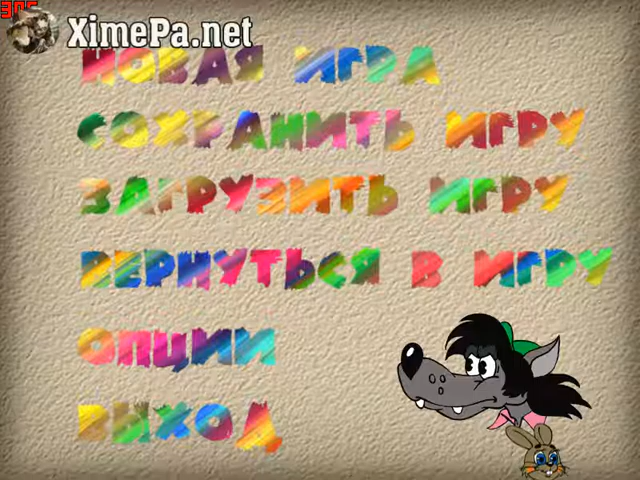 XimePa.net
НОВАЯ ИГРА
СОХРАНИТЬ ИГРУ
ЗАГРУЗИТЬ ИГРУ
ВЕРНУТЬСЯ В ИГРУ
ОПЦИИ
ВЫХОД